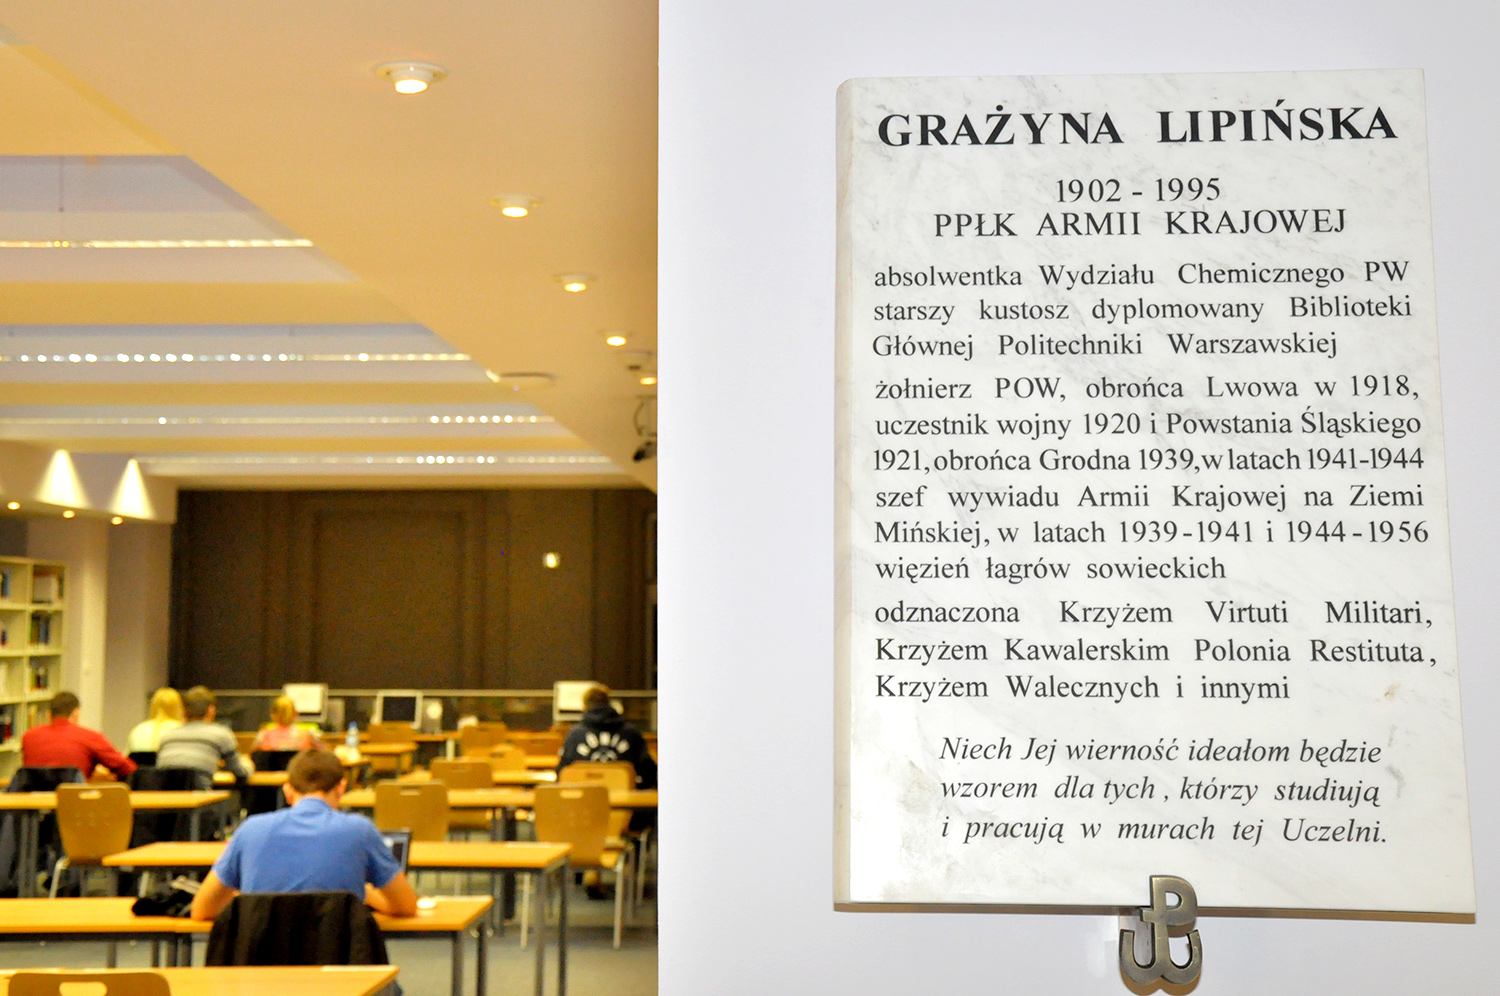 GRAŻYNA LIPIŃSKA
1902 - 1995
PPŁK ARMII KRAJOWEJ
absolwentka Wydziału Chemicznego PW
starszy kustosz dyplomowany Biblioteki
Głównej Politechniki Warszawskiej
żołnierz POW, obrońca Lwowa w 1918,
uczestnik wojny 1920 i Powstania Śląskiego
1921, obrońca Grodna 1939, w latach 1941-1944
szef wywiadu Armii Krajowej na Ziemi
Mińskiej, w latach 1939-1941 i 1944-1956
więzień łagrów sowieckich
odznaczona Krzyżem Virtuti Militari,
Krzyżem Kawalerskim Polonia Restituta,
Krzyżem Walecznych i innymi
Niech Jej wierność ideałom będzie
wzorem dla tych, którzy studiują
i pracują w murach tej Uczelni.